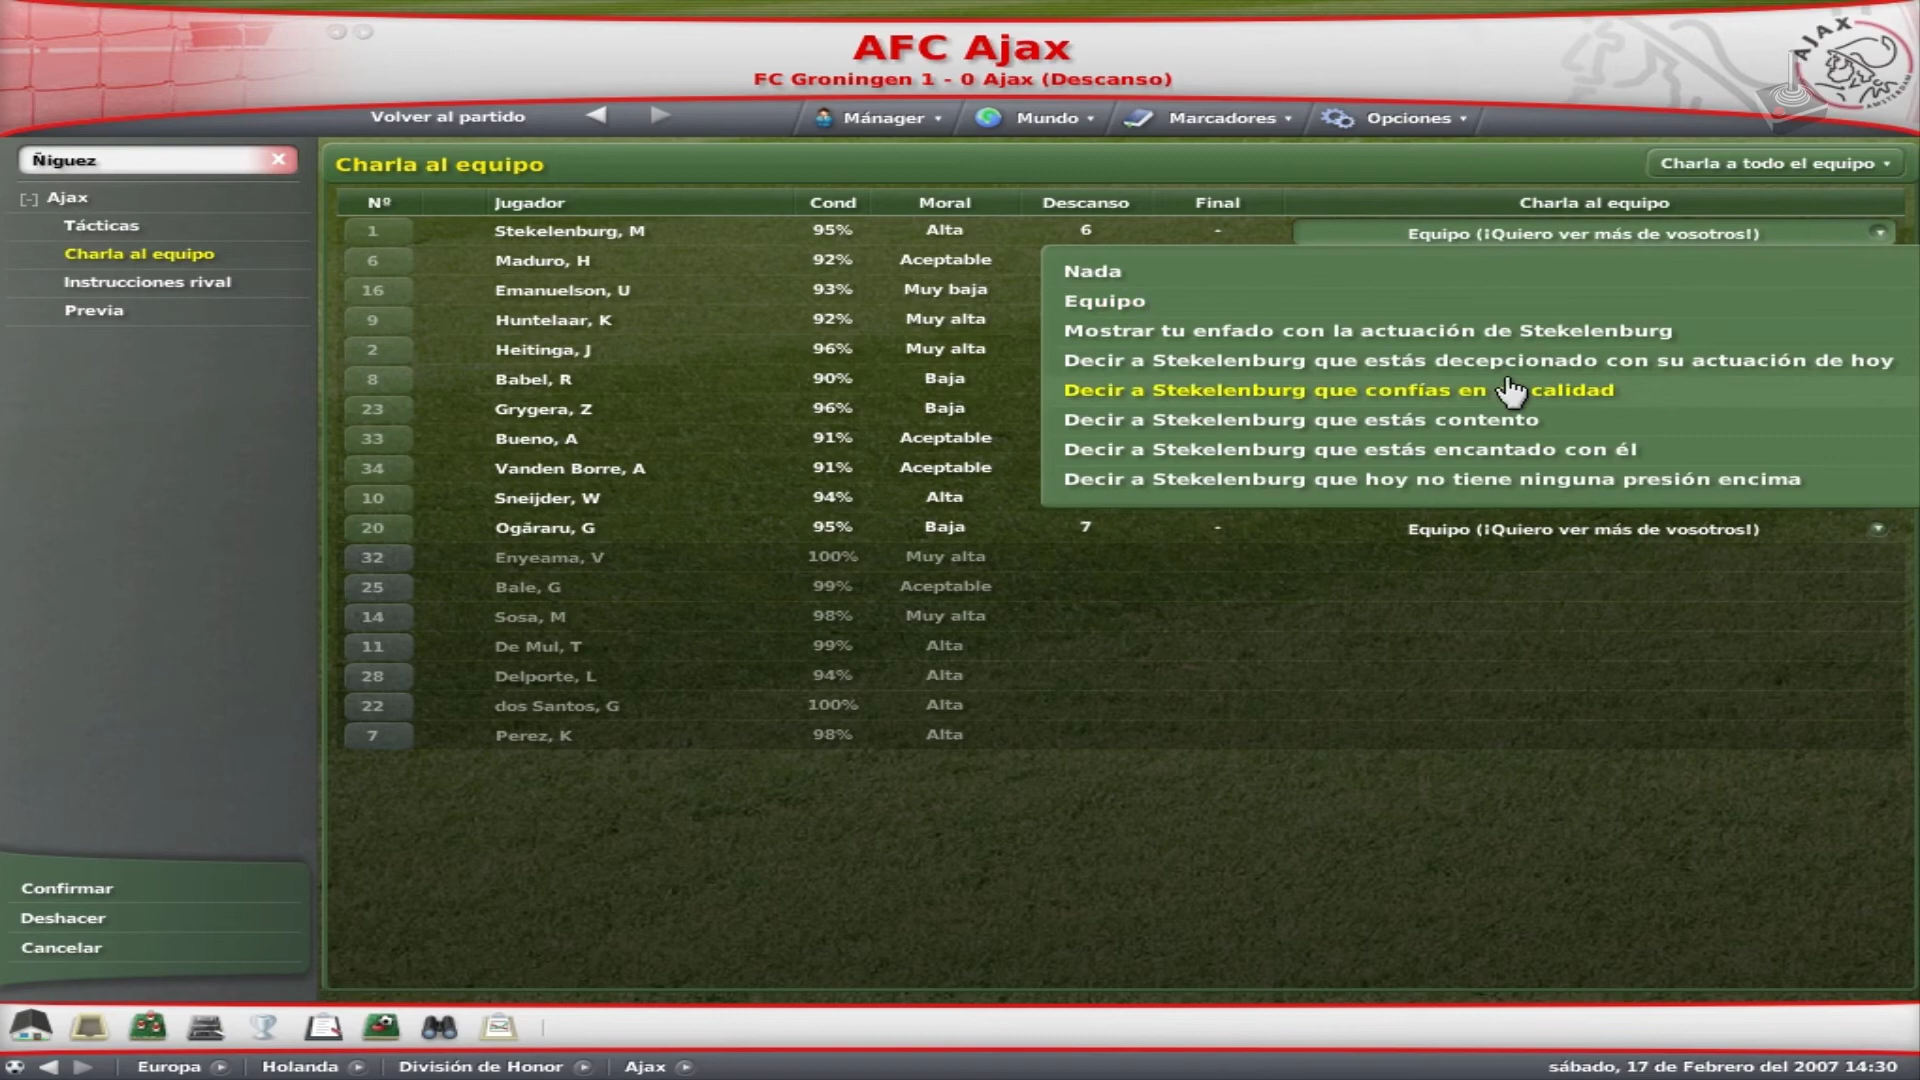 AFC Ajax
FC Groningen 1 - 0 Ajax (Descanso)
AJAX
AMSTERDAM
Volver al partido
Mánager
Mundo
Marcadores
Opciones
Ñiguez
[-] Ajax
Tácticas
Charla al equipo
Instrucciones rival
Previa
Charla al equipo
Charla a todo el equipo
Nº Jugador Cond Moral Descanso Final Charla al equipo
1 Stekelenburg, M 95% Alta 6 - Equipo (¡Quiero ver más de vosotros!)
6 Maduro, H 92% Aceptable
16 Emanuelson, U 93% Muy baja
9 Huntelaar, K 92% Muy alta
2 Heitinga, J 96% Muy alta
8 Babel, R 90% Baja
23 Grygera, Z 96% Baja
33 Bueno, A 91% Aceptable
34 Vanden Borre, A 91% Aceptable
10 Sneijder, W 94% Alta
20 Ogăraru, G 95% Baja 7 - Equipo (¡Quiero ver más de vosotros!)
32 Enyeama, V 100% Muy alta
25 Bale, G 99% Aceptable
14 Sosa, M 98% Muy alta
11 De Mul, T 99% Alta
28 Delporte, L 94% Alta
22 dos Santos, G 100% Alta
7 Perez, K 98% Alta
Nada
Equipo
Mostrar tu enfado con la actuación de Stekelenburg
Decir a Stekelenburg que estás decepcionado con su actuación de hoy
Decir a Stekelenburg que confías en calidad
Decir a Stekelenburg que estás contento
Decir a Stekelenburg que estás encantado con él
Decir a Stekelenburg que hoy no tiene ninguna presión encima
Confirmar
Deshacer
Cancelar
Europa
Holanda
División de Honor
Ajax
sábado, 17 de Febrero del 2007 14:30